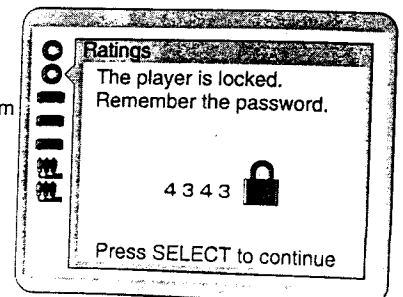 Ratings
The player is locked.
Remember the password.
m
4343
Press SELECT to continue